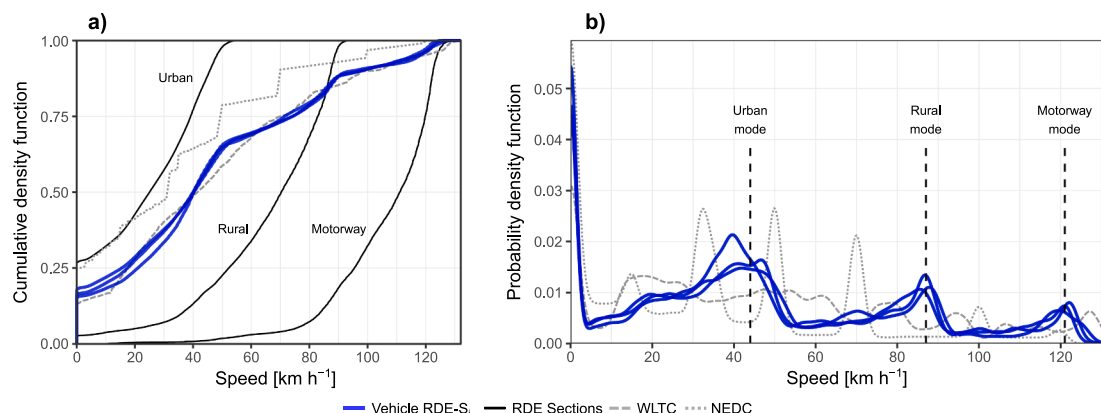 a)
Cumulative density function
1.00
0.75
0.50
0.25
0.00
Urban
Rural
Motorway
0 20 40 60 80 100 120
Speed [km h⁻¹]
b)
Probability density function
0.05
0.04
0.03
0.02
0.01
0.00
Urban
mode
Rural
mode
Motorway
mode
0 20 40 60 80 100 120
Speed [km h⁻¹]
Vehicle RDE-S. RDE Sections WLTC NEDC